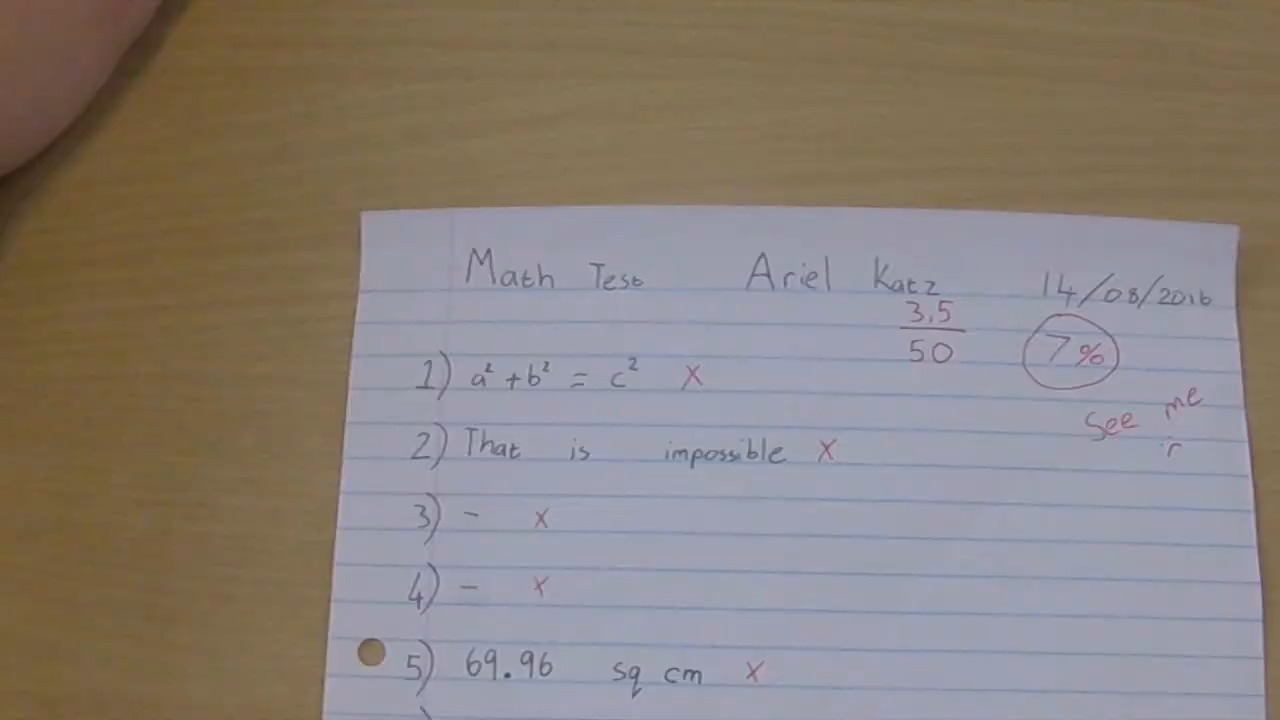 Math Test Ariel Katz 14/08/2016
3.5
50
7%
1) a² + b² = c² X
See me
2) That is impossible X
3) - X
4) - X
5) 69.96 sq cm X